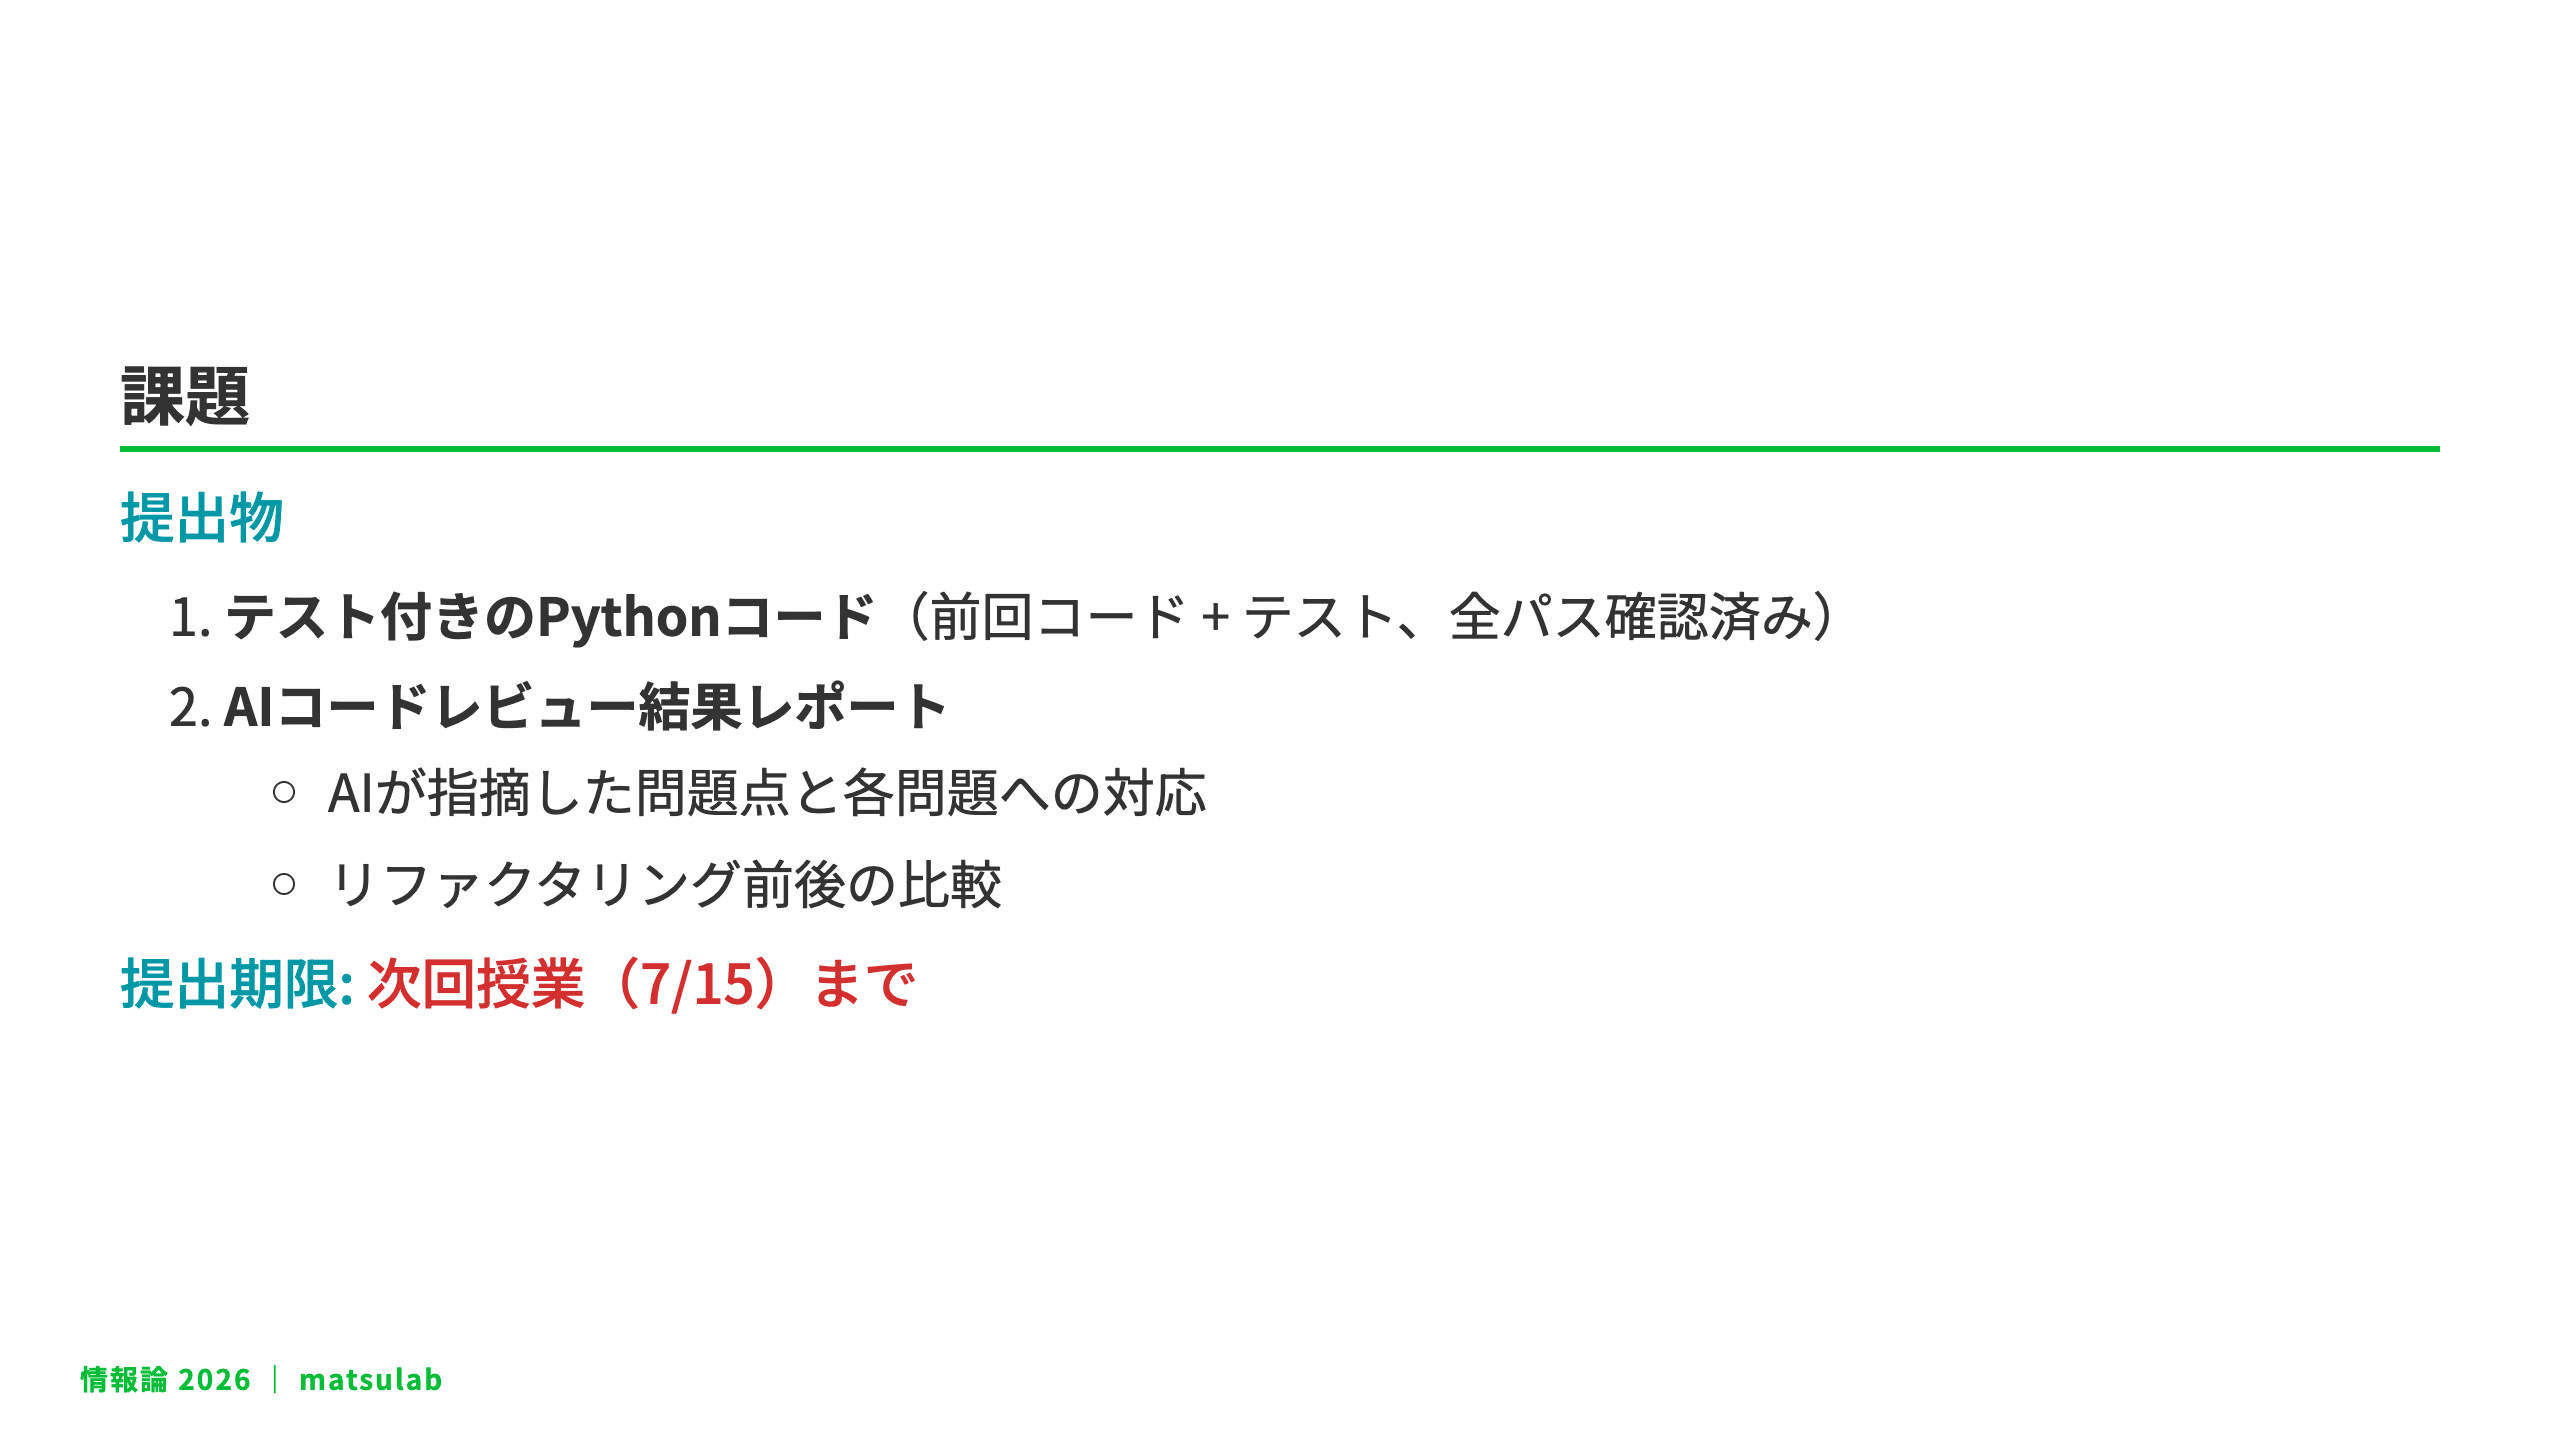 課題
提出物
1. テスト付きのPythonコード（前回コード + テスト、全パス確認済み）
2. AIコードレビュー結果レポート
○ AIが指摘した問題点と各問題への対応
○ リファクタリング前後の比較
提出期限: 次回授業（7/15）まで
情報論 2026 ｜ matsulab